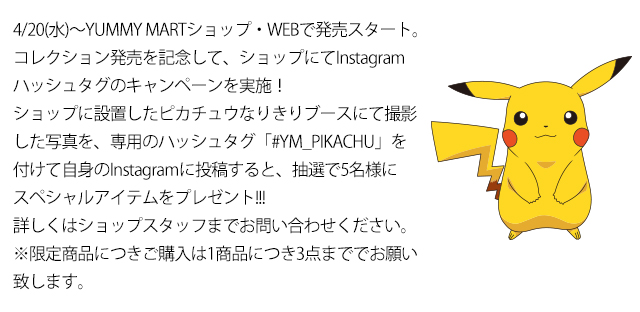 4/20(水)～YUMMY MARTショップ・WEBで発売スタート。
コレクション発売を記念して、ショップにてInstagram
ハッシュタグのキャンペーンを実施！
ショップに設置したピカチュウなりきりブースにて撮影
した写真を、専用のハッシュタグ「#YM_PIKACHU」を
付けて自身のInstagramに投稿すると、抽選で5名様に
スペシャルアイテムをプレゼント!!!
詳しくはショップスタッフまでお問い合わせください。
※限定商品につきご購入は1商品につき3点まででお願い
致します。